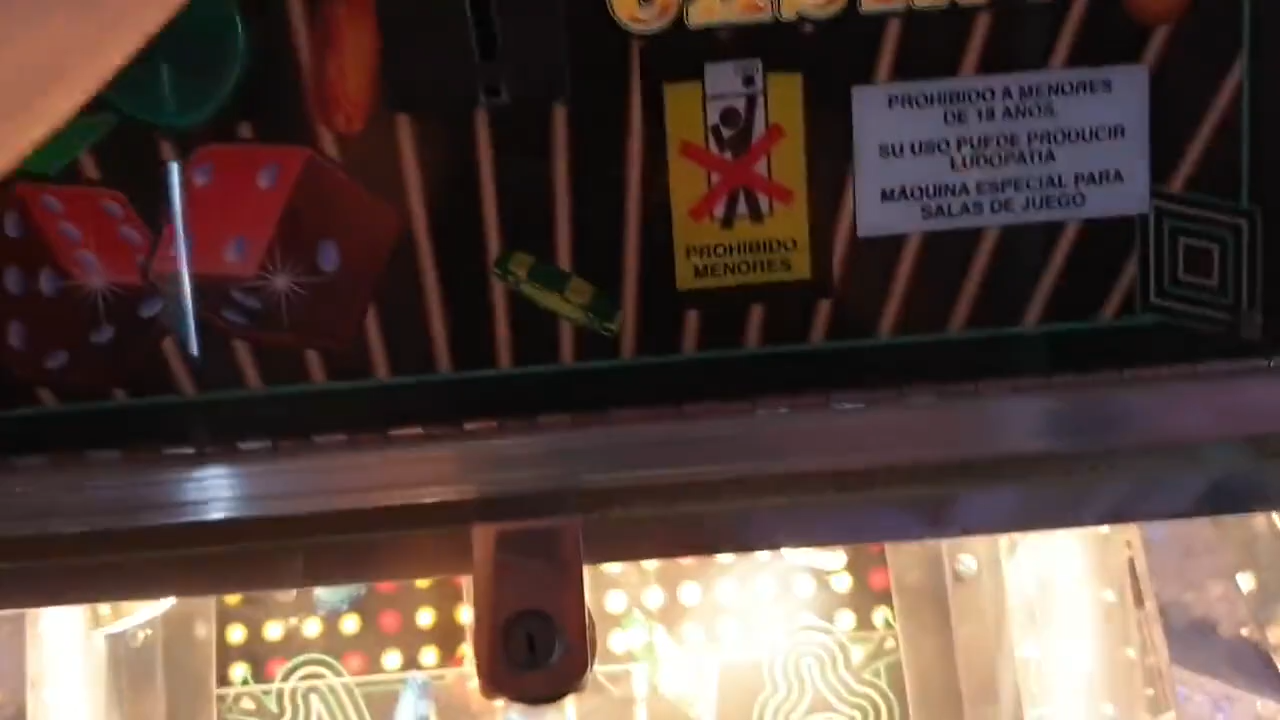 PROHIBIDO
MENORES
PROHIBIDO A MENORES
DE 18 AÑOS.
SU USO PUEDE PRODUCIR
LUDOPATIA
MÁQUINA ESPECIAL PARA
SALAS DE JUEGO